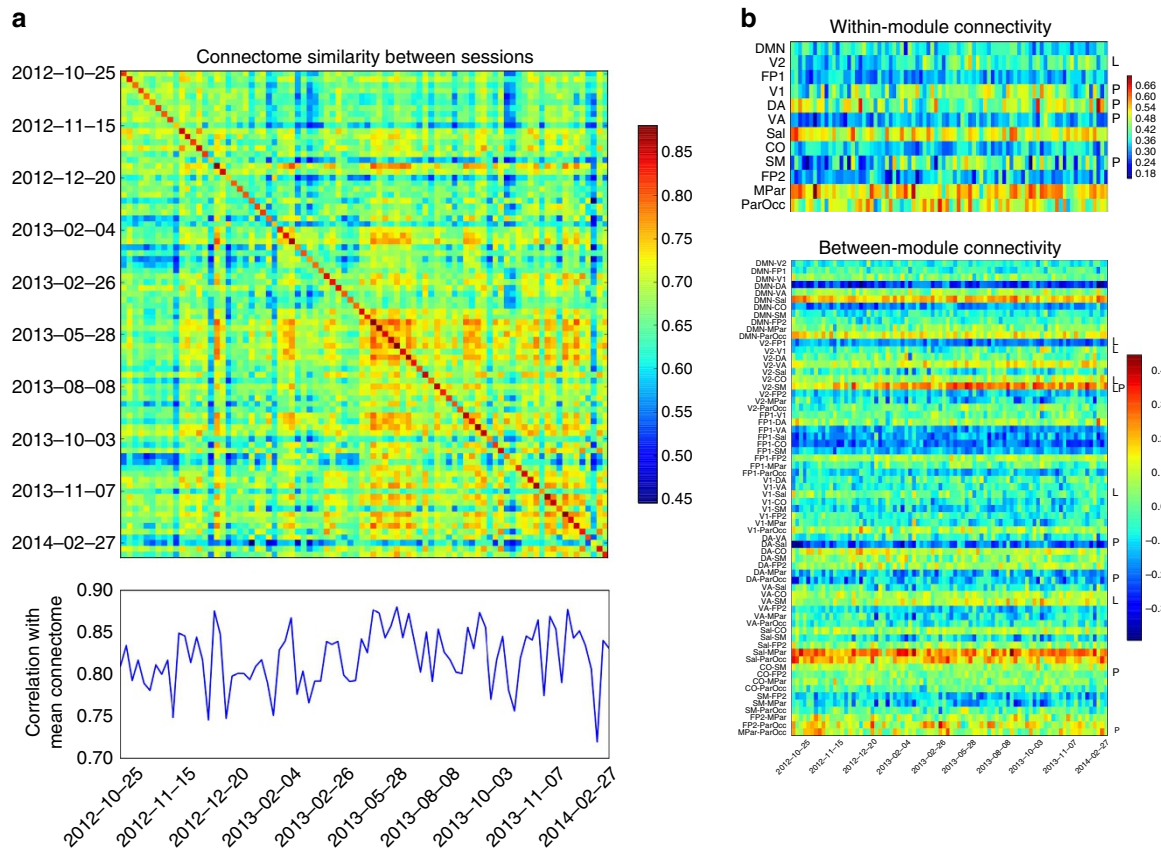 a
Connectome similarity between sessions
2012–10–25
2012–11–15
2012–12–20
2013–02–04
2013–02–26
2013–05–28
2013–08–08
2013–10–03
2013–11–07
2014–02–27
0.85
0.80
0.75
0.70
0.65
0.60
0.55
0.50
0.45
Correlation with
mean connectome
0.90
0.85
0.80
0.75
0.70
2012–10–25
2012–11–15
2012–12–20
2013–02–04
2013–02–26
2013–05–28
2013–08–08
2013–10–03
2013–11–07
2014–02–27
b
Within-module connectivity
DMN
V2 L
FP1
V1 P
DA P
VA P
Sal
CO
SM P
FP2
MPar
ParOcc
0.66
0.60
0.54
0.48
0.42
0.36
0.30
0.24
0.18
Between-module connectivity
DMN-V2
DMN-FP1
DMN-V1
DMN-DA
DMN-VA
DMN-Sal
DMN-CO
DMN-SM
DMN-FP2
DMN-MPar
DMN-ParOcc
V2-FP1 L
V2-V1 L
V2-DA
V2-VA
V2-Sal
V2-CO L
V2-SM LP
V2-FP2
V2-MPar
V2-ParOcc
FP1-V1
FP1-DA
FP1-VA
FP1-Sal
FP1-CO
FP1-SM
FP1-FP2
FP1-MPar
FP1-ParOcc
V1-DA
V1-VA
V1-Sal L
V1-CO
V1-SM
V1-FP2
V1-MPar
V1-ParOcc
DA-VA
DA-Sal P
DA-CO
DA-SM
DA-FP2
DA-MPar
DA-ParOcc P
VA-Sal
VA-CO
VA-SM L
VA-FP2
VA-MPar
VA-ParOcc
Sal-CO
Sal-SM
Sal-FP2
Sal-MPar
Sal-ParOcc
CO-SM
CO-FP2 P
CO-MPar
CO-ParOcc
SM-FP2
SM-MPar
SM-ParOcc
FP2-MPar
FP2-ParOcc
MPar-ParOcc P
2012-10-25
2012-11-15
2012-12-20
2013-02-04
2013-02-26
2013-05-28
2013-08-08
2013-10-03
2013-11-07
2014-02-27